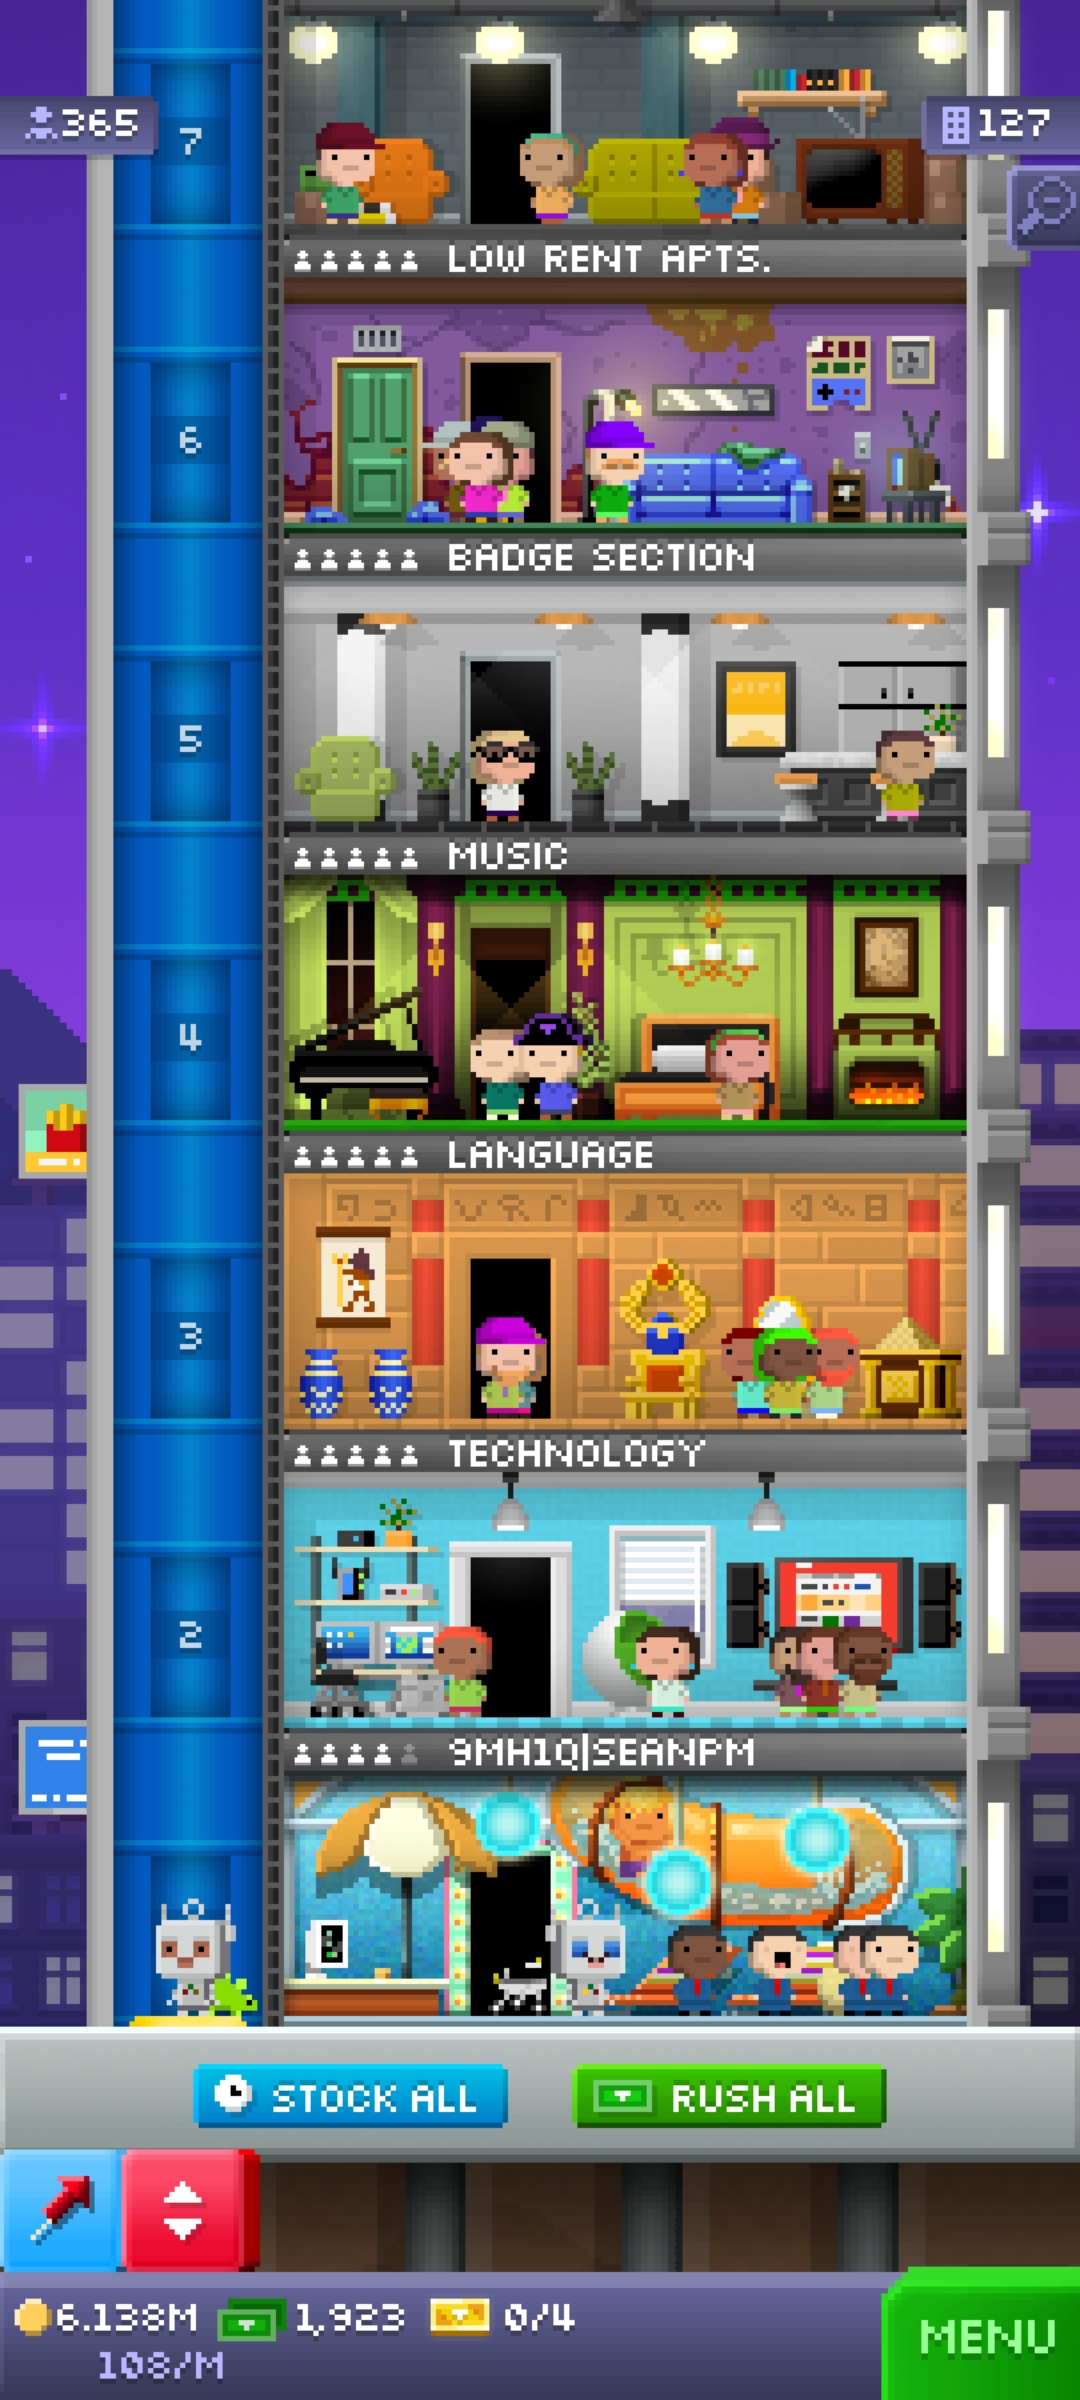 365
7
127
LOW RENT APTS.
6
BADGE SECTION
5
MUSIC
4
LANGUAGE
3
TECHNOLOGY
2
9MH1Q|SEANPM
STOCK ALL
RUSH ALL
6.138M
1,923
0/4
108/M
MENU